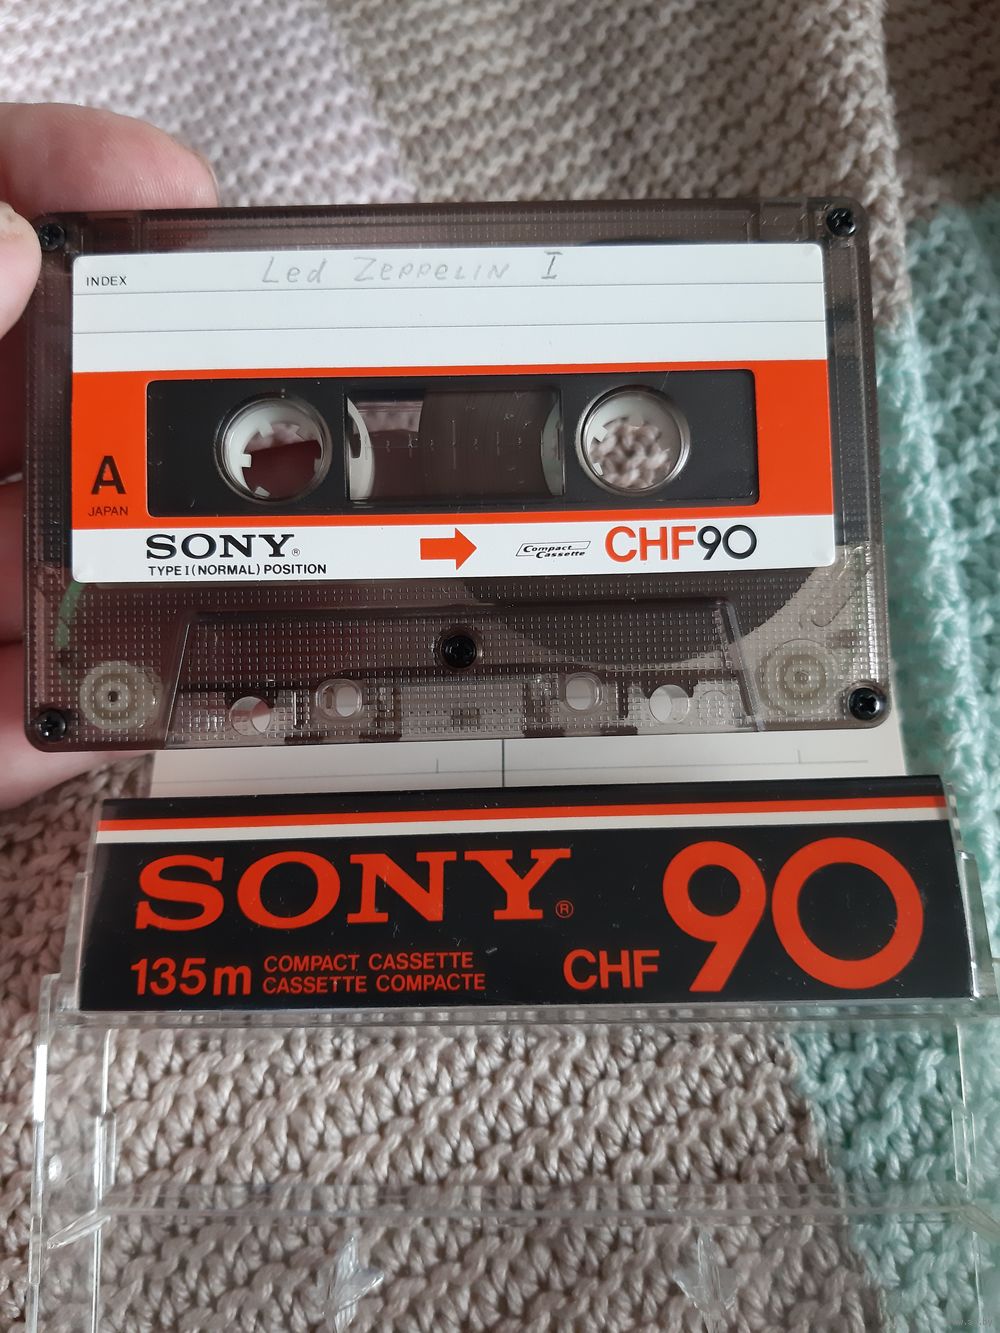 INDEX
Led Zeppelin I
A
JAPAN
SONY®
TYPE I (NORMAL) POSITION
Compact Cassette
CHF90
SONY®
135m
COMPACT CASSETTE
CASSETTE COMPACTE
CHF
90